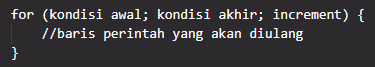 for (kondisi awal; kondisi akhir; increment) {
    //baris perintah yang akan diulang
}